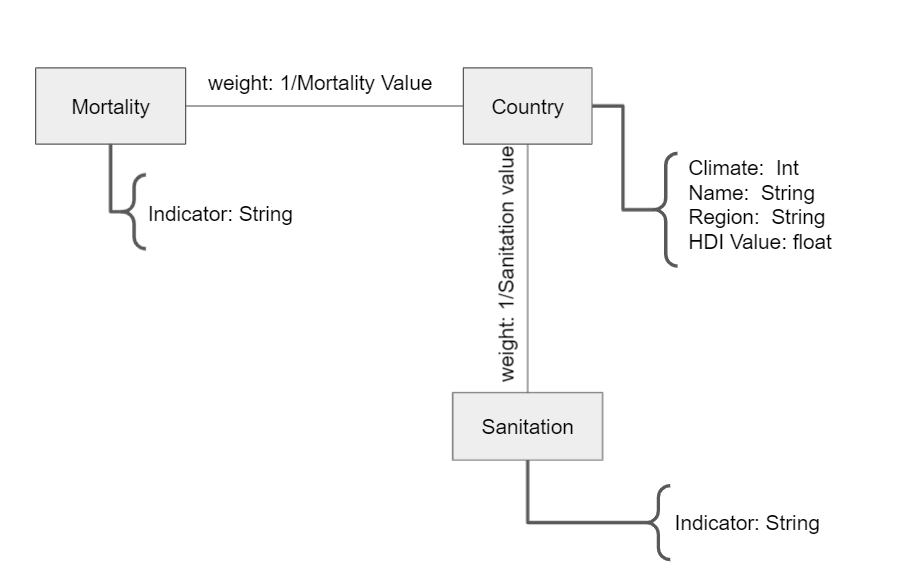 weight: 1/Mortality Value
Mortality
Country
Climate:  Int
Name:  String
Region:  String
HDI Value: float
Indicator: String
weight: 1/Sanitation value
Sanitation
Indicator: String